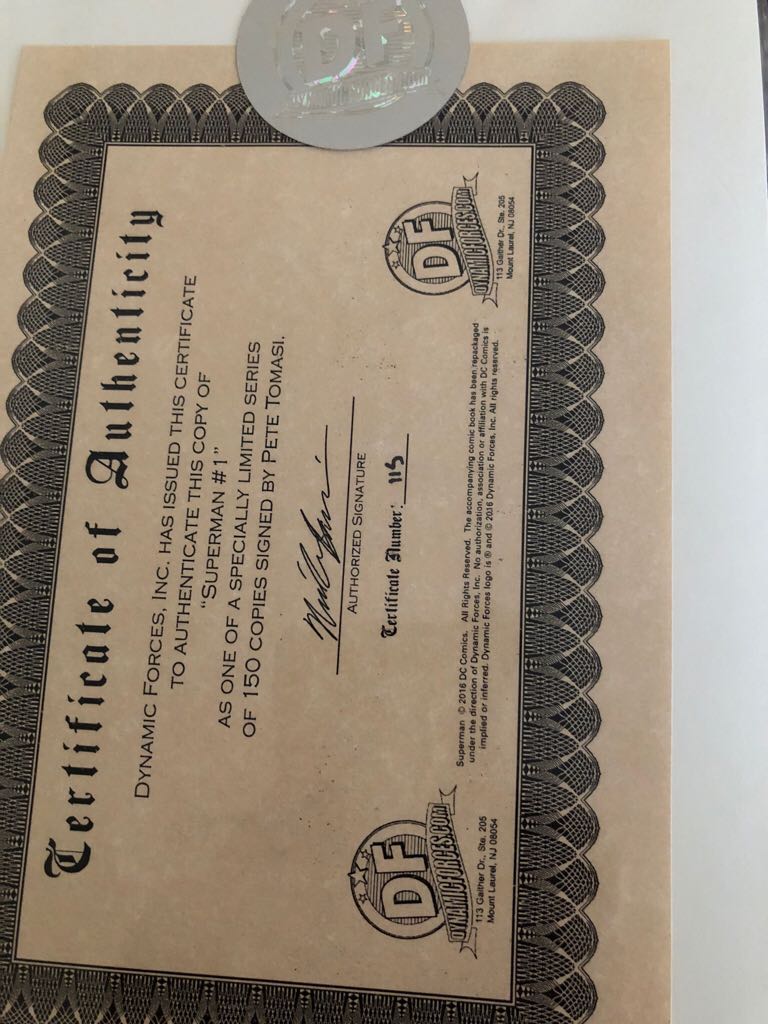 DF
DYNAMICFORCES.COM
Certificate of Authenticity
DYNAMIC FORCES, INC. HAS ISSUED THIS CERTIFICATE
TO AUTHENTICATE THIS COPY OF
"SUPERMAN #1"
AS ONE OF A SPECIALLY LIMITED SERIES
OF 150 COPIES SIGNED BY PETE TOMASI.
AUTHORIZED SIGNATURE
Certificate Number: 115
DF
DYNAMICFORCES.COM
113 Gaither Dr., Ste. 205
Mount Laurel, NJ 08054
Superman © 2016 DC Comics. All Rights Reserved. The accompanying comic book has been repackaged
under the direction of Dynamic Forces, Inc. No authorization, association or affiliation with DC Comics is
implied or inferred. Dynamic Forces logo is ® and © 2016 Dynamic Forces, Inc. All rights reserved.
DF
DYNAMICFORCES.COM
113 Gaither Dr., Ste. 205
Mount Laurel, NJ 08054